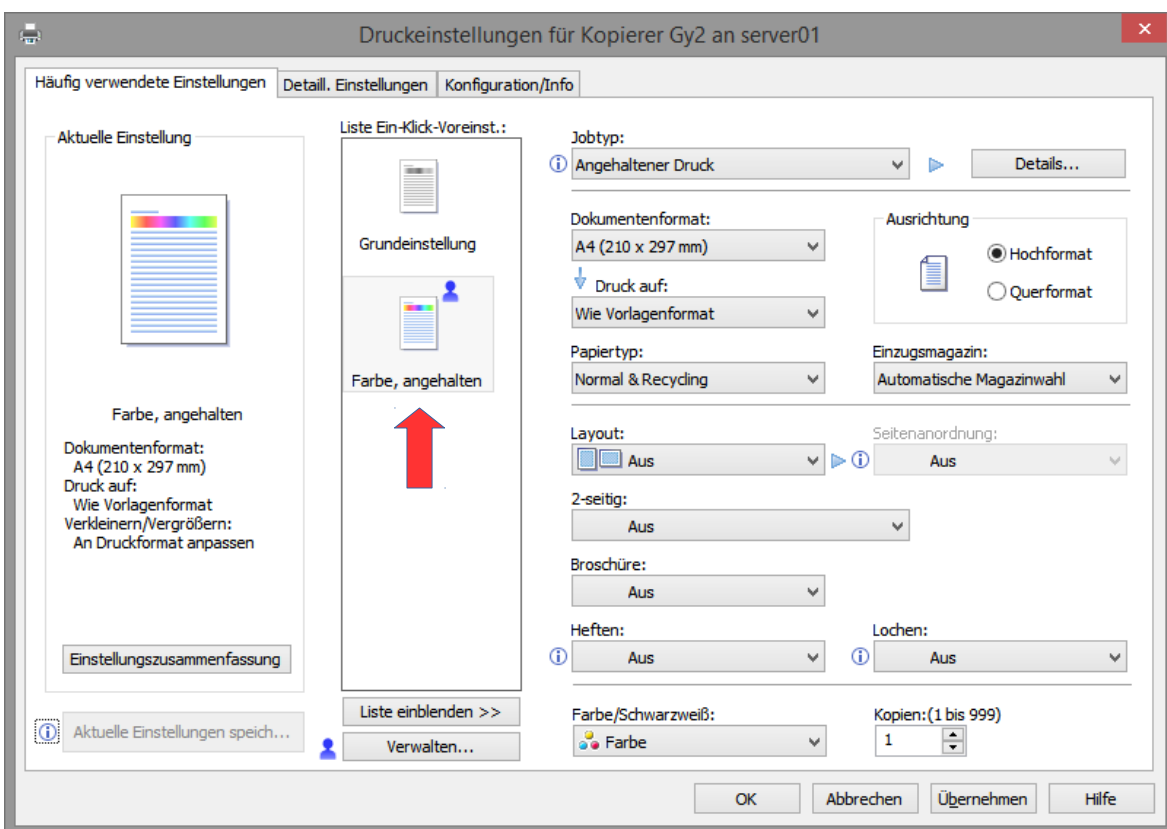 Druckeinstellungen für Kopierer Gy2 an server01
Häufig verwendete Einstellungen
Detaill. Einstellungen
Konfiguration/Info
Aktuelle Einstellung
Farbe, angehalten
Dokumentenformat:
A4 (210 x 297 mm)
Druck auf:
Wie Vorlagenformat
Verkleinern/Vergrößern:
An Druckformat anpassen
Einstellungszusammenfassung
Aktuelle Einstellungen speich...
Liste Ein-Klick-Voreinst.:
Grundeinstellung
Farbe, angehalten
Liste einblenden >>
Verwalten...
Jobtyp:
Angehaltener Druck
Details...
Dokumentenformat:
A4 (210 x 297 mm)
Druck auf:
Wie Vorlagenformat
Ausrichtung
Hochformat
Querformat
Papiertyp:
Normal & Recycling
Einzugsmagazin:
Automatische Magazinwahl
Layout:
Aus
Seitenanordnung:
Aus
2-seitig:
Aus
Broschüre:
Aus
Heften:
Aus
Lochen:
Aus
Farbe/Schwarzweiß:
Farbe
Kopien:(1 bis 999)
1
OK
Abbrechen
Übernehmen
Hilfe